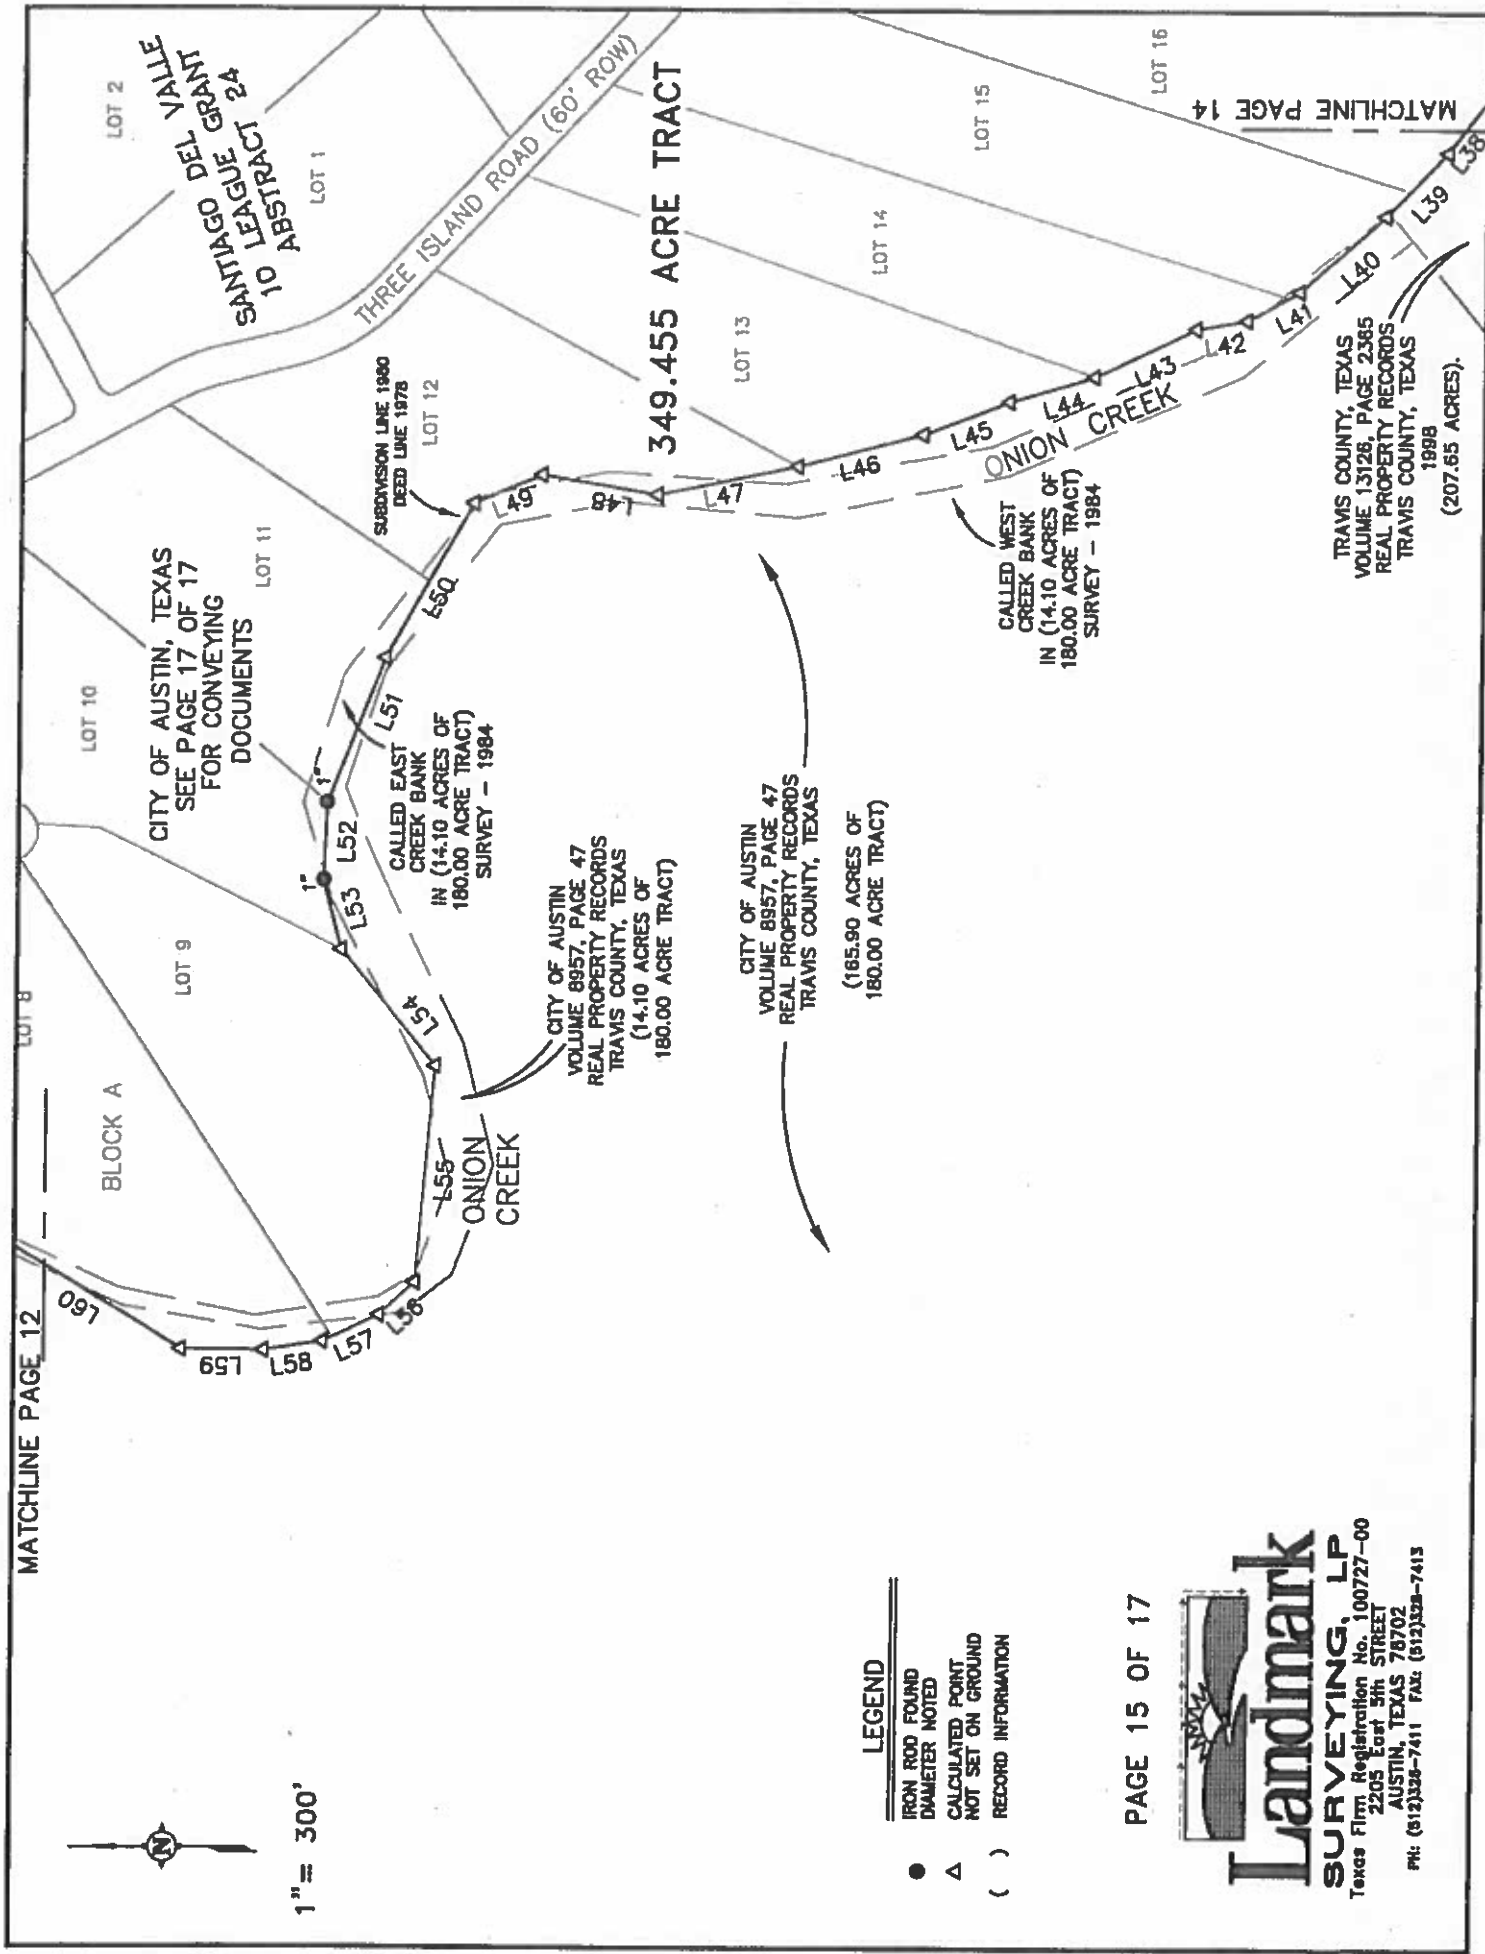 MATCHLINE PAGE 12
1"= 300'
L60
L59
L58
L57
L56
L55
L54
L53
L52
L51
L50
L49
L48
L47
L46
L45
L44
L43
L42
L41
L40
L39
L38
LOT 8
BLOCK A
LOT 9
LOT 10
LOT 11
LOT 12
LOT 13
LOT 14
LOT 15
LOT 16
LOT 1
LOT 2
SANTIAGO DEL VALLE
10 LEAGUE GRANT
ABSTRACT 24
THREE ISLAND ROAD (60' ROW)
349.455 ACRE TRACT
CITY OF AUSTIN, TEXAS
SEE PAGE 17 OF 17
FOR CONVEYING
DOCUMENTS
SUBDIVISION LINE 1980
DEED LINE 1978
1"
1"
CALLED EAST
CREEK BANK
IN (14.10 ACRES OF
180.00 ACRE TRACT)
SURVEY - 1984
ONION
CREEK
CITY OF AUSTIN
VOLUME 8957, PAGE 47
REAL PROPERTY RECORDS
TRAVIS COUNTY, TEXAS
(14.10 ACRES OF
180.00 ACRE TRACT)
CITY OF AUSTIN
VOLUME 8957, PAGE 47
REAL PROPERTY RECORDS
TRAVIS COUNTY, TEXAS
(165.90 ACRES OF
180.00 ACRE TRACT)
ONION CREEK
CALLED WEST
CREEK BANK
IN (14.10 ACRES OF
180.00 ACRE TRACT)
SURVEY - 1984
TRAVIS COUNTY, TEXAS
VOLUME 13126, PAGE 2365
REAL PROPERTY RECORDS
TRAVIS COUNTY, TEXAS
1998
(207.65 ACRES).
MATCHLINE PAGE 14
LEGEND
IRON ROD FOUND
DIAMETER NOTED
CALCULATED POINT
NOT SET ON GROUND
( ) RECORD INFORMATION
PAGE 15 OF 17
N
Landmark
SURVEYING, LP
Texas Firm Registration No. 100727-00
2205 East 5th STREET
AUSTIN, TEXAS 78702
PH: (512)328-7411 FAX: (512)328-7413